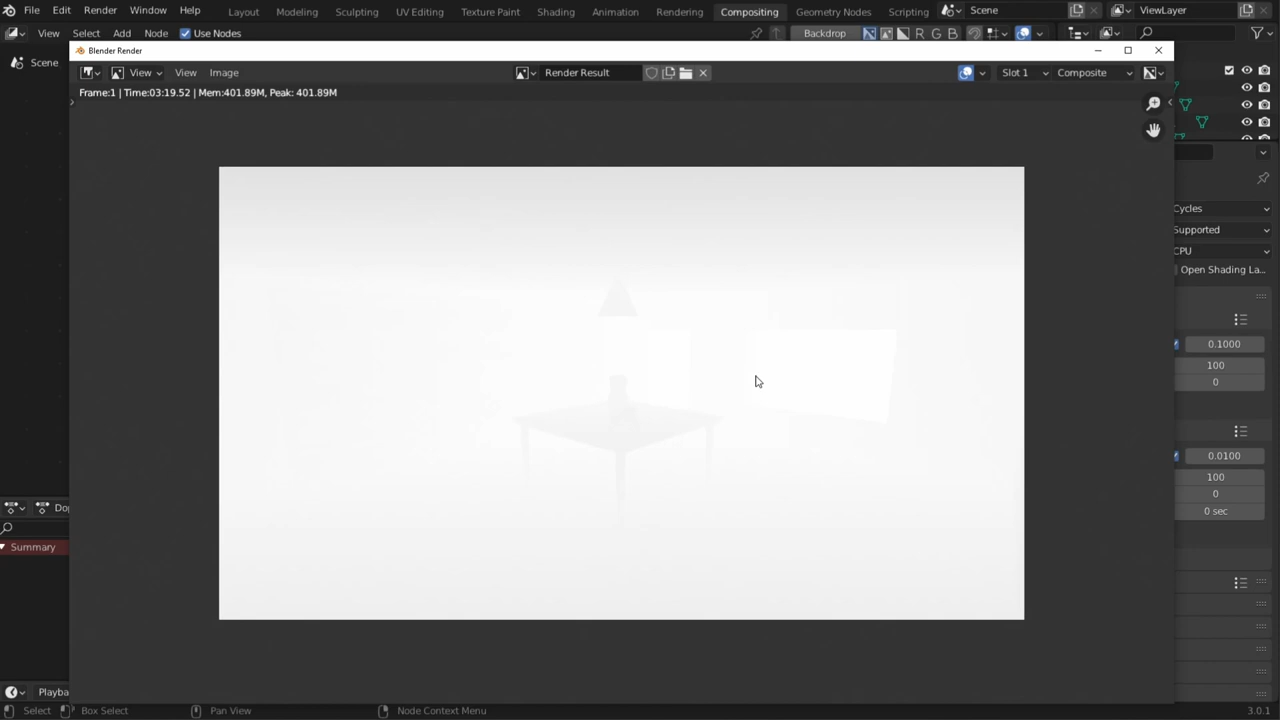 File Edit Render Window Help Layout Modeling Sculpting UV Editing Texture Paint Shading Animation Rendering Compositing Geometry Nodes Scripting Scene ViewLayer
View Select Add Node Use Nodes Backdrop R G B
Scene
Blender Render
View View Image Render Result Slot 1 Composite
Frame:1 | Time:03:19.52 | Mem:401.89M, Peak: 401.89M
Cycles
Supported
CPU
Open Shading La...
0.1000
100
0
0.0100
100
0
0 sec
Do
Summary
Playba
Select Box Select Pan View Node Context Menu 3.0.1